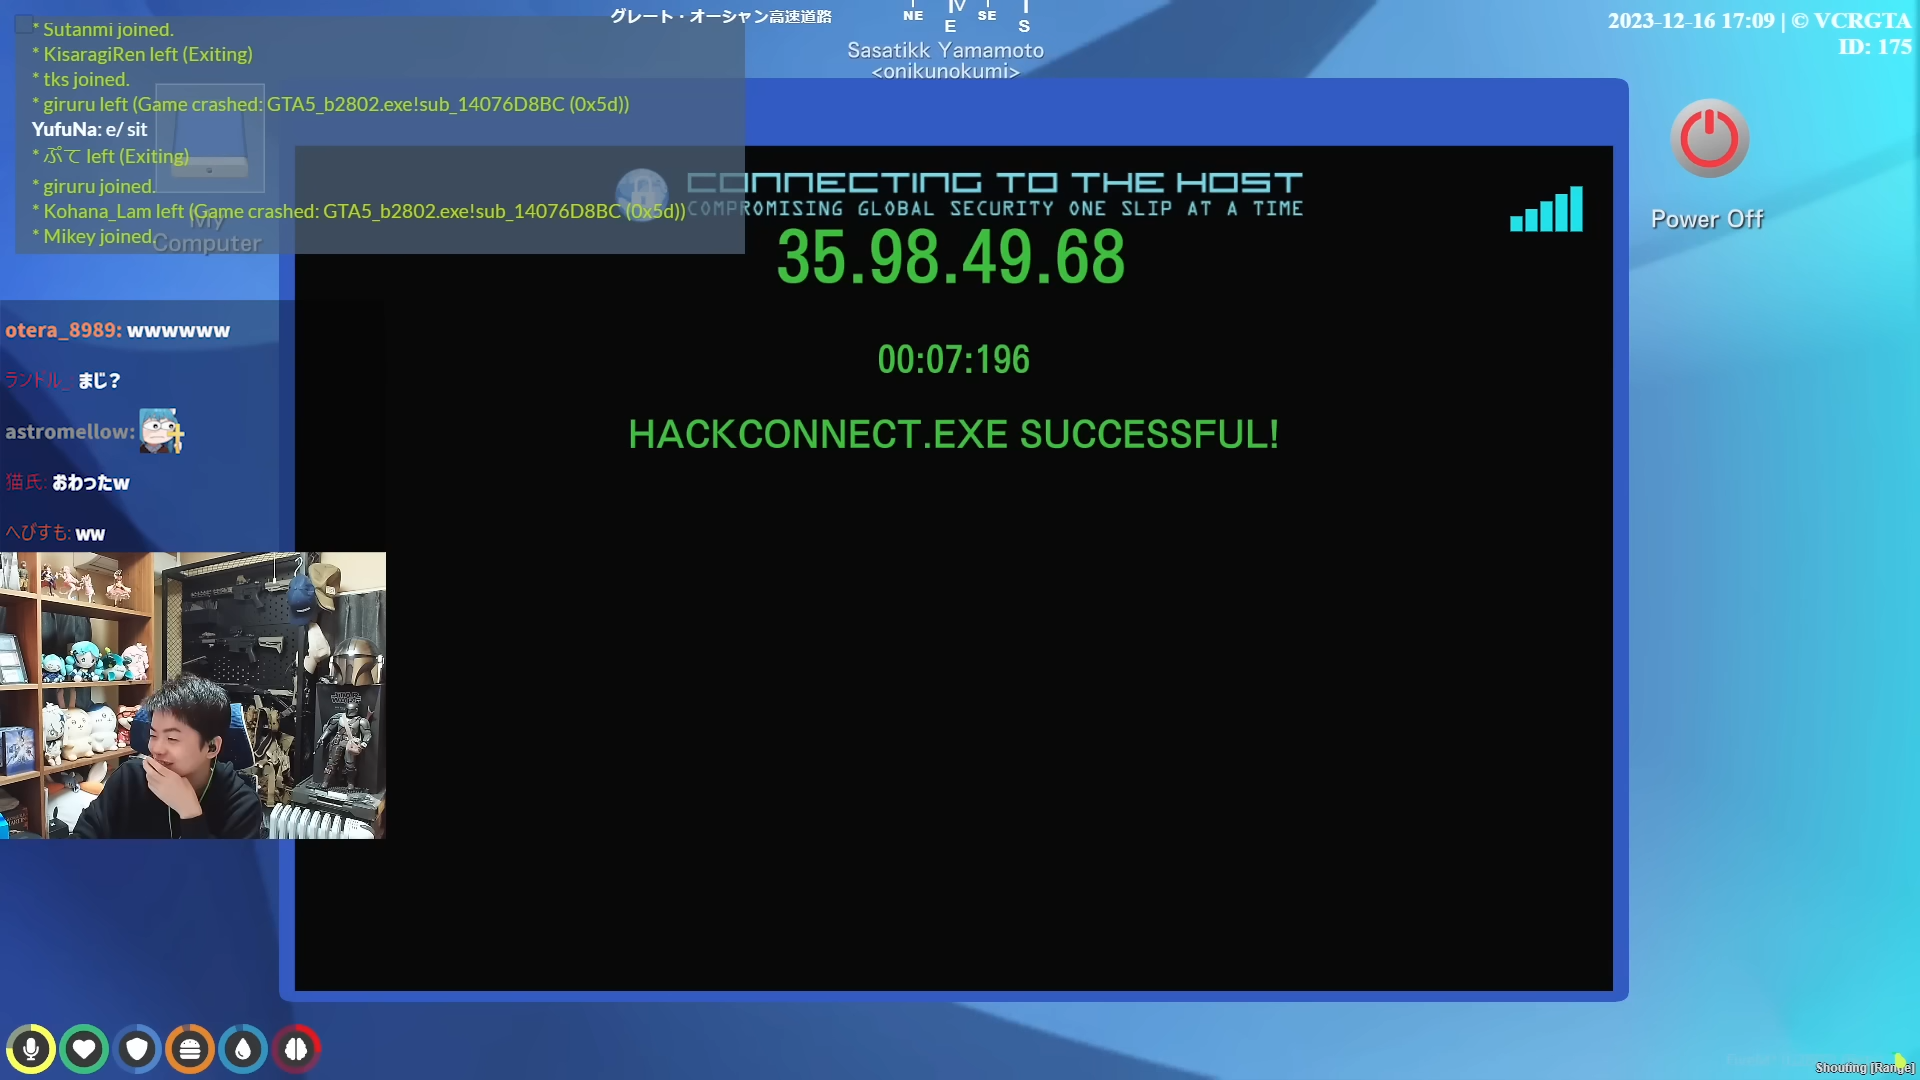 グレート・オーシャン高速道路
NE
SE
E
S
Sasatikk Yamamoto
<onikunokumi>
2023-12-16 17:09 | © VCRGTA
ID: 175
* Sutanmi joined.
* KisaragiRen left (Exiting)
* tks joined.
* giruru left (Game crashed: GTA5_b2802.exe!sub_14076D8BC (0x5d))
YufuNa: e/ sit
* ぷて left (Exiting)
* giruru joined.
* Kohana_Lam left (Game crashed: GTA5_b2802.exe!sub_14076D8BC (0x5d))
* Mikey joined.
My
Computer
CONNECTING TO THE HOST
COMPROMISING GLOBAL SECURITY ONE SLIP AT A TIME
35.98.49.68
00:07:196
HACKCONNECT.EXE SUCCESSFUL!
Power Off
otera_8989: wwwwww
ランドル_ まじ？
astromellow:
猫氏: おわったw
へびすも: ww
STAR WARS
Shouting [Range]